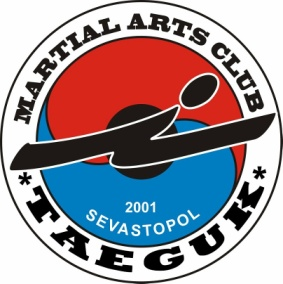 MARTIAL ARTS CLUB
2001
SEVASTOPOL
*TAEGUK*